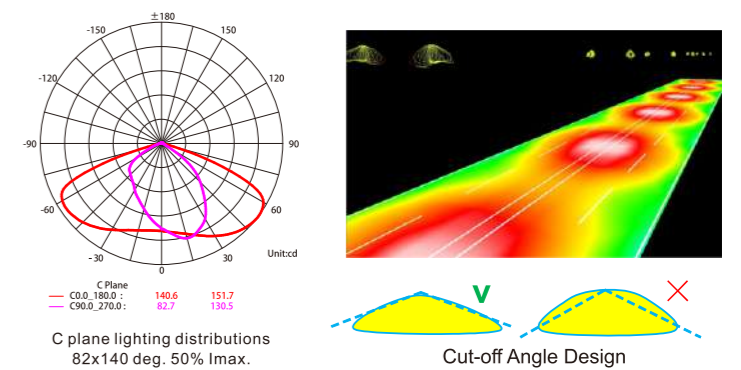 ±180
-150
150
-120
120
-90
90
-60
60
-30
30
0
Unit:cd
C Plane
C0.0_180.0 : 140.6 151.7
C90.0_270.0 : 82.7 130.5
C plane lighting distributions
82x140 deg. 50% Imax.
V
Cut-off Angle Design